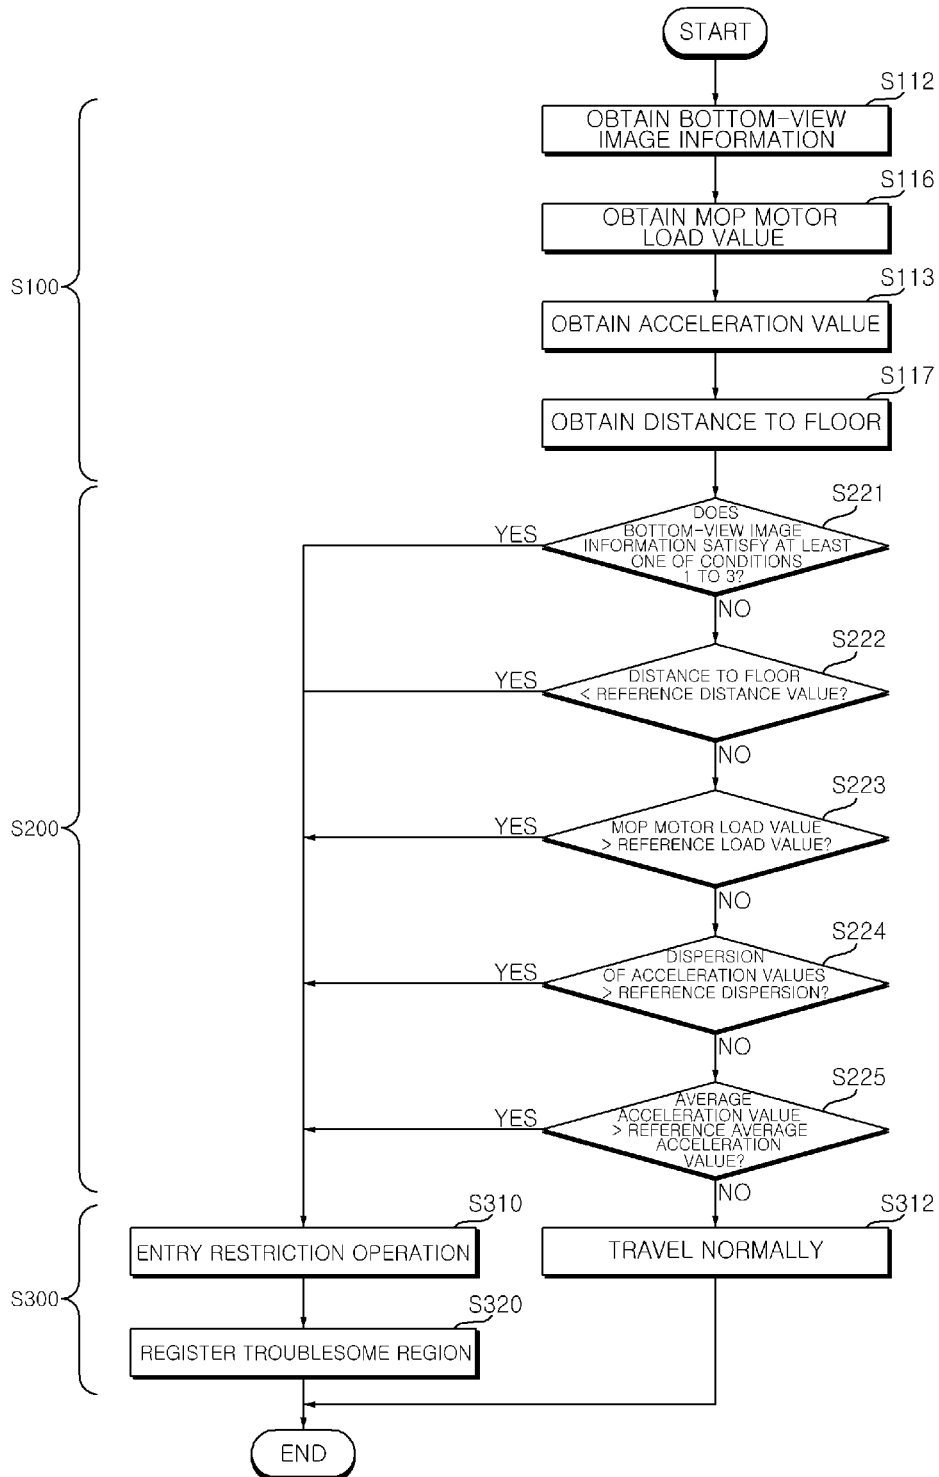 START
S112
OBTAIN BOTTOM-VIEW
IMAGE INFORMATION
S116
OBTAIN MOP MOTOR
LOAD VALUE
S100
S113
OBTAIN ACCELERATION VALUE
S117
OBTAIN DISTANCE TO FLOOR
S221
YES
DOES
BOTTOM-VIEW IMAGE
INFORMATION SATISFY AT LEAST
ONE OF CONDITIONS
1 TO 3?
NO
S222
YES
DISTANCE TO FLOOR
< REFERENCE DISTANCE VALUE?
NO
S200
S223
YES
MOP MOTOR LOAD VALUE
> REFERENCE LOAD VALUE?
NO
S224
YES
DISPERSION
OF ACCELERATION VALUES
> REFERENCE DISPERSION?
NO
S225
YES
AVERAGE
ACCELERATION VALUE
> REFERENCE AVERAGE
ACCELERATION
VALUE?
NO
S300
S310
ENTRY RESTRICTION OPERATION
S312
TRAVEL NORMALLY
S320
REGISTER TROUBLESOME REGION
END